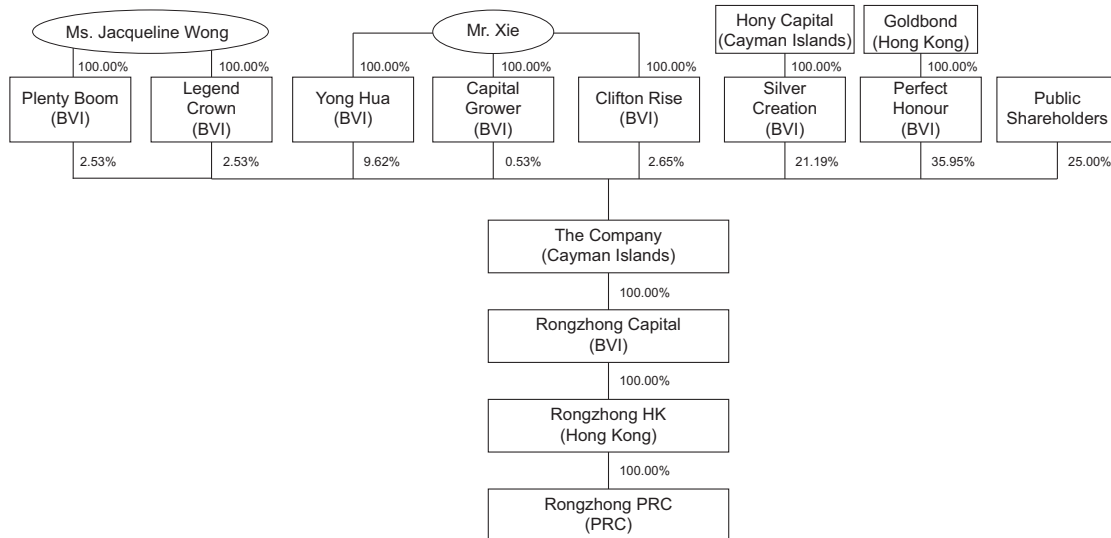 Ms. Jacqueline Wong
Mr. Xie
Hony Capital
(Cayman Islands)
Goldbond
(Hong Kong)
100.00%
100.00%
100.00%
100.00%
100.00%
100.00%
100.00%
Plenty Boom
(BVI)
Legend
Crown
(BVI)
Yong Hua
(BVI)
Capital
Grower
(BVI)
Clifton Rise
(BVI)
Silver
Creation
(BVI)
Perfect
Honour
(BVI)
Public
Shareholders
2.53%
2.53%
9.62%
0.53%
2.65%
21.19%
35.95%
25.00%
The Company
(Cayman Islands)
100.00%
Rongzhong Capital
(BVI)
100.00%
Rongzhong HK
(Hong Kong)
100.00%
Rongzhong PRC
(PRC)